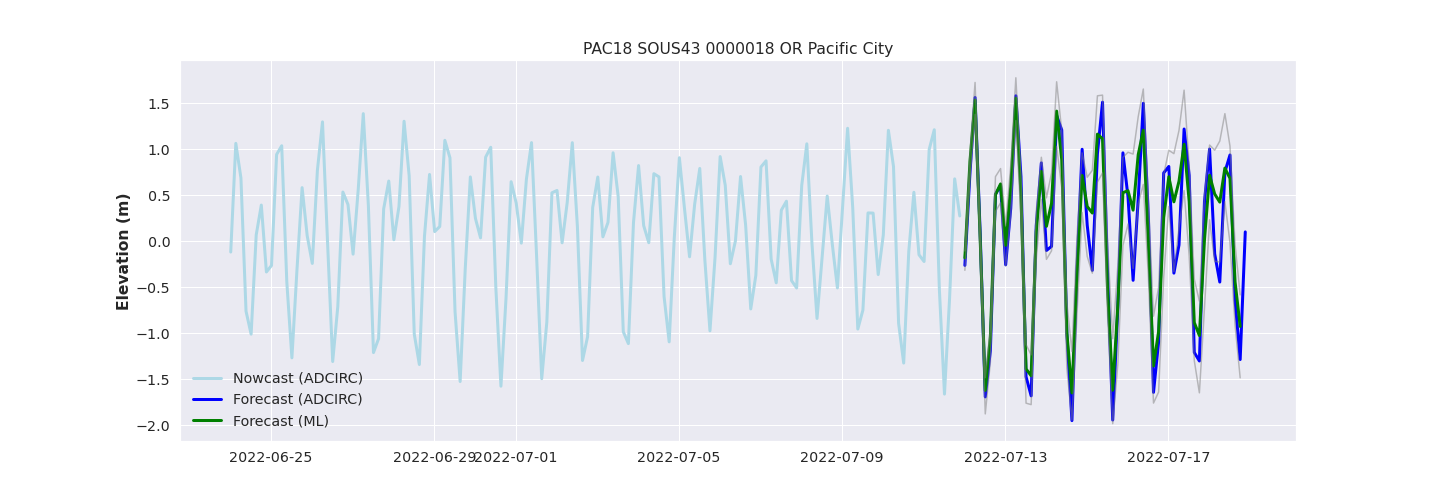 PAC18 SOUS43 0000018 OR Pacific City
Elevation (m)
1.5
1.0
0.5
0.0
−0.5
−1.0
−1.5
−2.0
Nowcast (ADCIRC)
Forecast (ADCIRC)
Forecast (ML)
2022-06-25 2022-06-29 2022-07-01 2022-07-05 2022-07-09 2022-07-13 2022-07-17